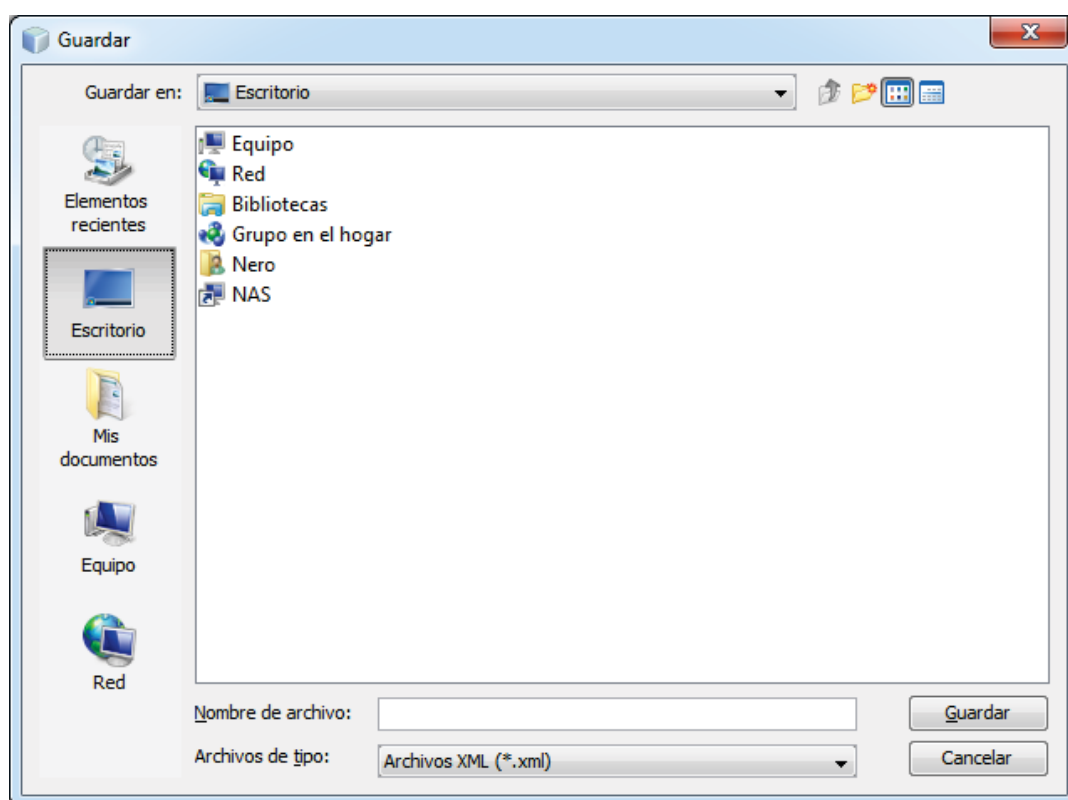 Guardar
Guardar en:
Escritorio
Elementos
recientes
Escritorio
Mis
documentos
Equipo
Red
Equipo
Red
Bibliotecas
Grupo en el hogar
Nero
NAS
Nombre de archivo:
Guardar
Archivos de tipo:
Archivos XML (*.xml)
Cancelar